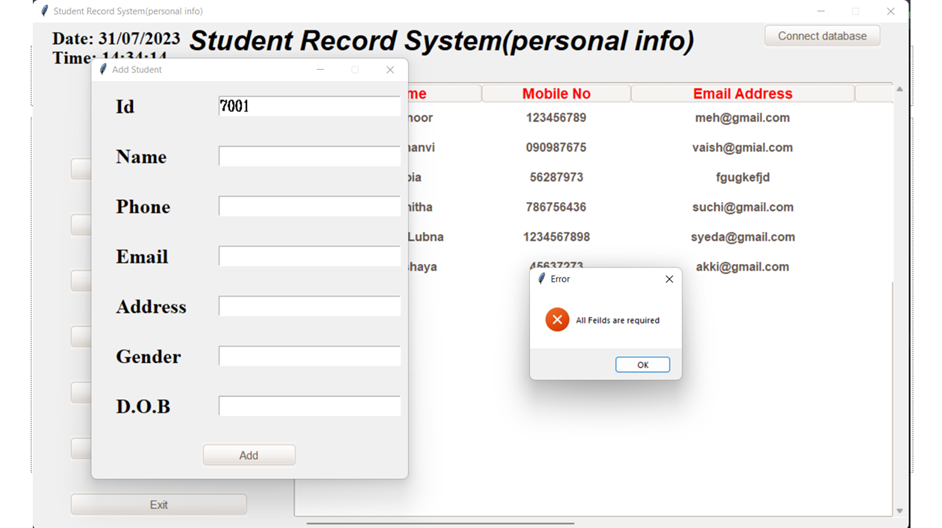 Student Record System(personal info)
Date: 31/07/2023
Student Record System(personal info)
Connect database
Time: 14:34:14
Add Student
Id
7001
Name
Phone
Email
Address
Gender
D.O.B
Add
Exit
me Mobile No Email Address
noor 123456789 meh@gmail.com
anvi 090987675 vaish@gmial.com
bia 56287973 fgugkefjd
hitha 786756436 suchi@gmail.com
Lubna 1234567898 syeda@gmail.com
haya 45637273 akki@gmail.com
Error
All Feilds are required
OK